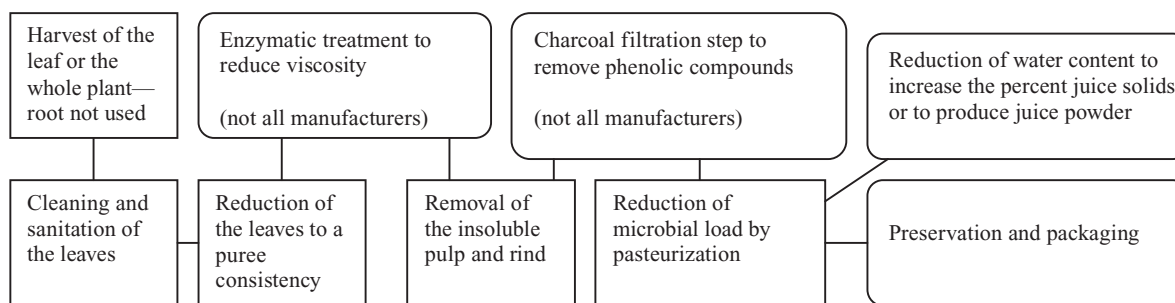 Harvest of the
leaf or the
whole plant—
root not used
Enzymatic treatment to
reduce viscosity
(not all manufacturers)
Charcoal filtration step to
remove phenolic compounds
(not all manufacturers)
Reduction of water content to
increase the percent juice solids
or to produce juice powder
Cleaning and
sanitation of
the leaves
Reduction of
the leaves to a
puree
consistency
Removal of
the insoluble
pulp and rind
Reduction of
microbial load by
pasteurization
Preservation and packaging